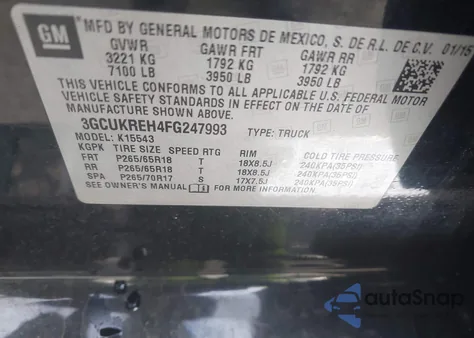 GM
MFD BY GENERAL MOTORS DE MEXICO, S. DE R.L. DE C.V. 01/15
GVWR GAWR FRT GAWR RR
3221 KG 1792 KG 1792 KG
7100 LB 3950 LB 3950 LB
THIS VEHICLE CONFORMS TO ALL APPLICABLE U.S. FEDERAL MOTOR
VEHICLE SAFETY STANDARDS IN EFFECT ON THE DATE OF
MANUFACTURE SHOWN ABOVE.
3GCUKREH4FG247993 TYPE: TRUCK
MODEL: K15543
KGPK TIRE SIZE SPEED RTG RIM COLD TIRE PRESSURE
FRT P265/65R18 T 18X8.5J 240KPA(35PSI)
RR P265/65R18 T 18X8.5J 240KPA(35PSI)
SPA P265/70R17 S 17X7.5J 240KPA(35PSI)
SEE OWNER'S MANUAL FOR MORE INFORMATION.
autoSnap